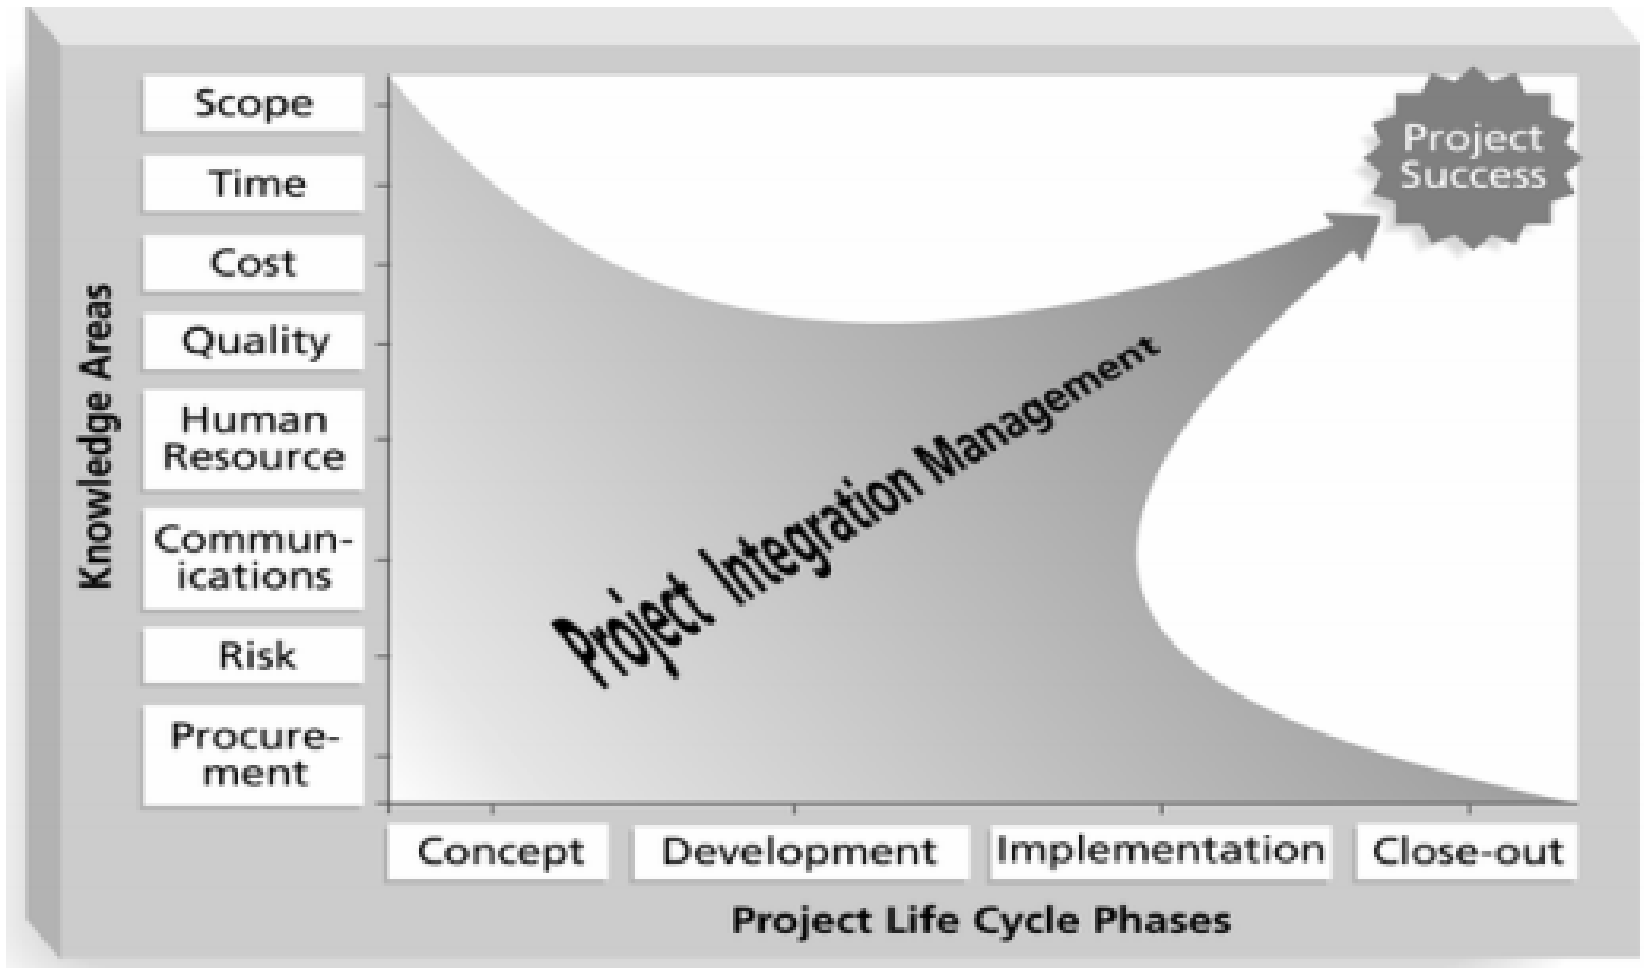 Scope
Time
Cost
Quality
Human
Resource
Commun-
ications
Risk
Procure-
ment
Knowledge Areas
Project
Success
Project Integration Management
Concept
Development
Implementation
Close-out
Project Life Cycle Phases